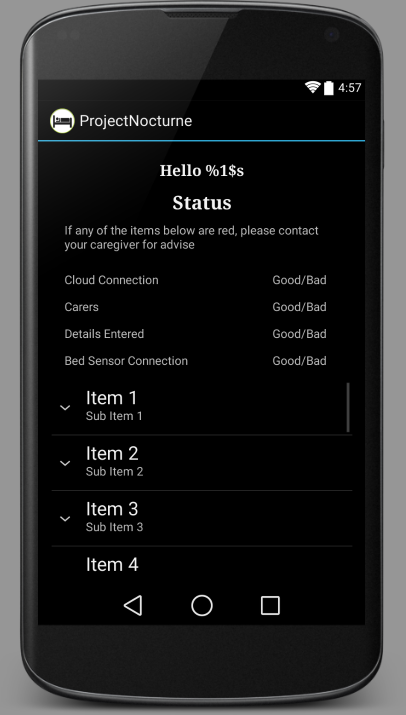 4:57
ProjectNocturne
Hello %1$s
Status
If any of the items below are red, please contact
your caregiver for advise
Cloud Connection Good/Bad
Carers Good/Bad
Details Entered Good/Bad
Bed Sensor Connection Good/Bad
Item 1
Sub Item 1
Item 2
Sub Item 2
Item 3
Sub Item 3
Item 4